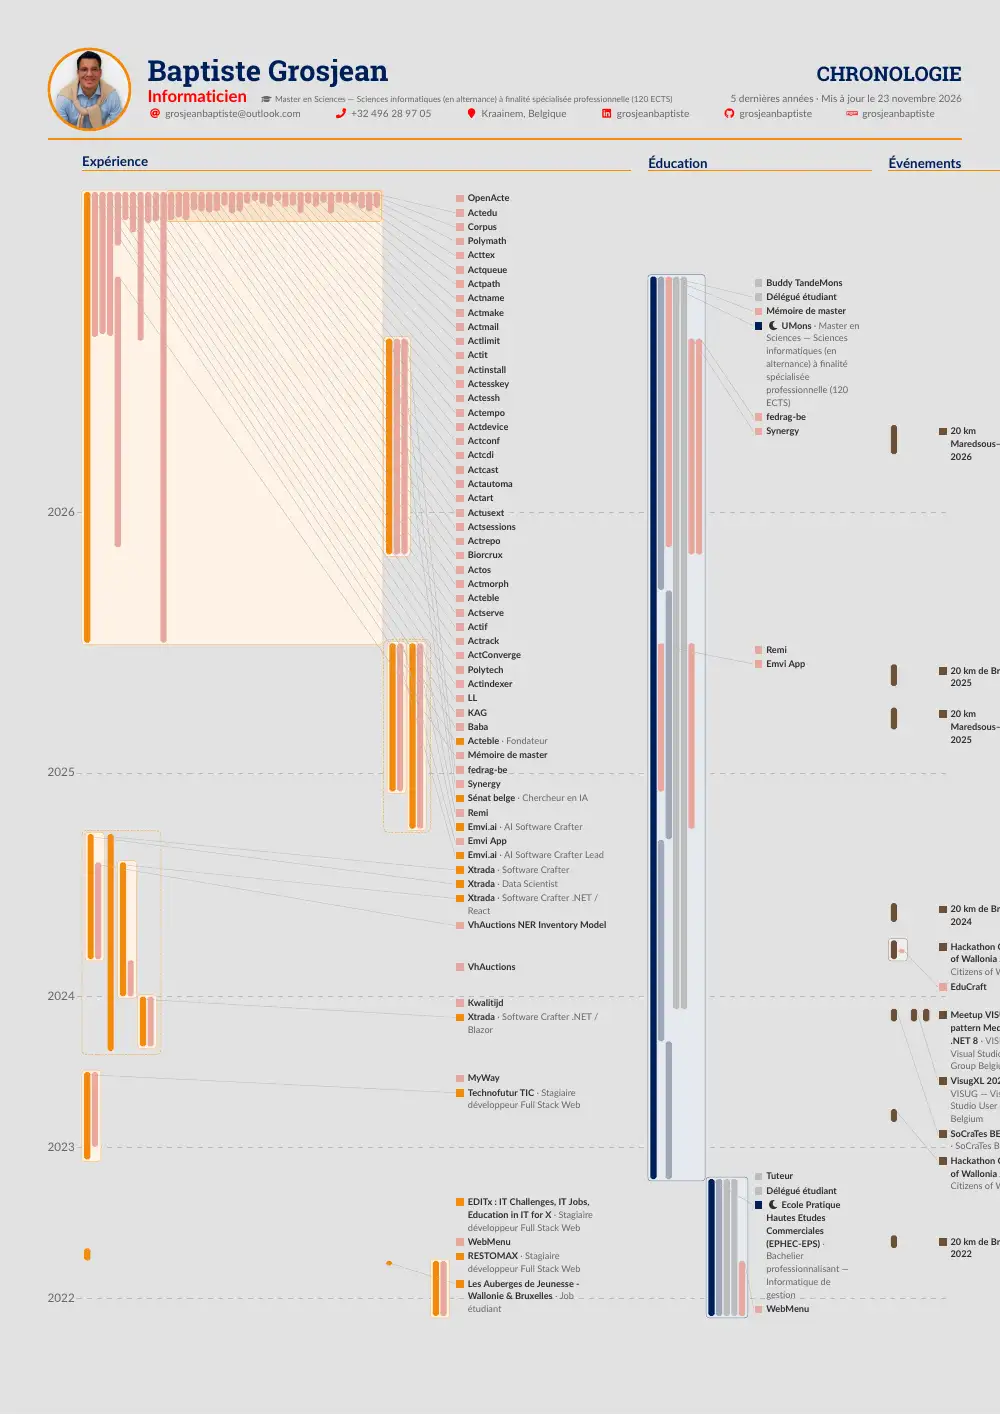 Baptiste Grosjean
CHRONOLOGIE
Informaticien
Master en Sciences — Sciences informatiques (en alternance) à finalité spécialisée professionnelle (120 ECTS)
5 dernières années · Mis à jour le 23 novembre 2026
grosjeanbaptiste@outlook.com
+32 496 28 97 05
Kraainem, Belgique
grosjeanbaptiste
grosjeanbaptiste
grosjeanbaptiste
Expérience
Éducation
Événements
2026
2025
2024
2023
2022
OpenActe
Actedu
Corpus
Polymath
Acttex
Actqueue
Actpath
Actname
Actmake
Actmail
Actlimit
Actit
Actinstall
Actesskey
Actessh
Actempo
Actdevice
Actconf
Actcdi
Actcast
Actautoma
Actart
Actusext
Actsessions
Actrepo
Biorcrux
Actos
Actmorph
Acteble
Actserve
Actif
Actrack
ActConverge
Polytech
Actindexer
LL
KAG
Baba
Acteble · Fondateur
Mémoire de master
fedrag-be
Synergy
Sénat belge · Chercheur en IA
Remi
Emvi.ai · AI Software Crafter
Emvi App
Emvi.ai · AI Software Crafter Lead
Xtrada · Software Crafter
Xtrada · Data Scientist
Xtrada · Software Crafter .NET /
React
VhAuctions NER Inventory Model
VhAuctions
Kwalitijd
Xtrada · Software Crafter .NET /
Blazor
MyWay
Technofutur TIC · Stagiaire
développeur Full Stack Web
EDITx : IT Challenges, IT Jobs,
Education in IT for X · Stagiaire
développeur Full Stack Web
WebMenu
RESTOMAX · Stagiaire
développeur Full Stack Web
Les Auberges de Jeunesse -
Wallonie & Bruxelles · Job
étudiant
Buddy TandeMons
Délégué étudiant
Mémoire de master
UMons · Master en
Sciences — Sciences
informatiques (en
alternance) à finalité
spécialisée
professionnelle (120
ECTS)
fedrag-be
Synergy
Remi
Emvi App
Tuteur
Délégué étudiant
Ecole Pratique
Hautes Etudes
Commerciales
(EPHEC-EPS) ·
Bachelier
professionnalisant —
Informatique de
gestion
WebMenu
20 km
Maredsous–
2026
20 km de Br
2025
20 km
Maredsous–
2025
20 km de Br
2024
Hackathon C
of Wallonia
Citizens of W
EduCraft
Meetup VISU
pattern Med
.NET 8 · VISU
Visual Studio
Group Belgi
VisugXL 202
VISUG — Vis
Studio User
Belgium
SoCraTes BE
· SoCraTes B
Hackathon C
of Wallonia
Citizens of W
20 km de Br
2022